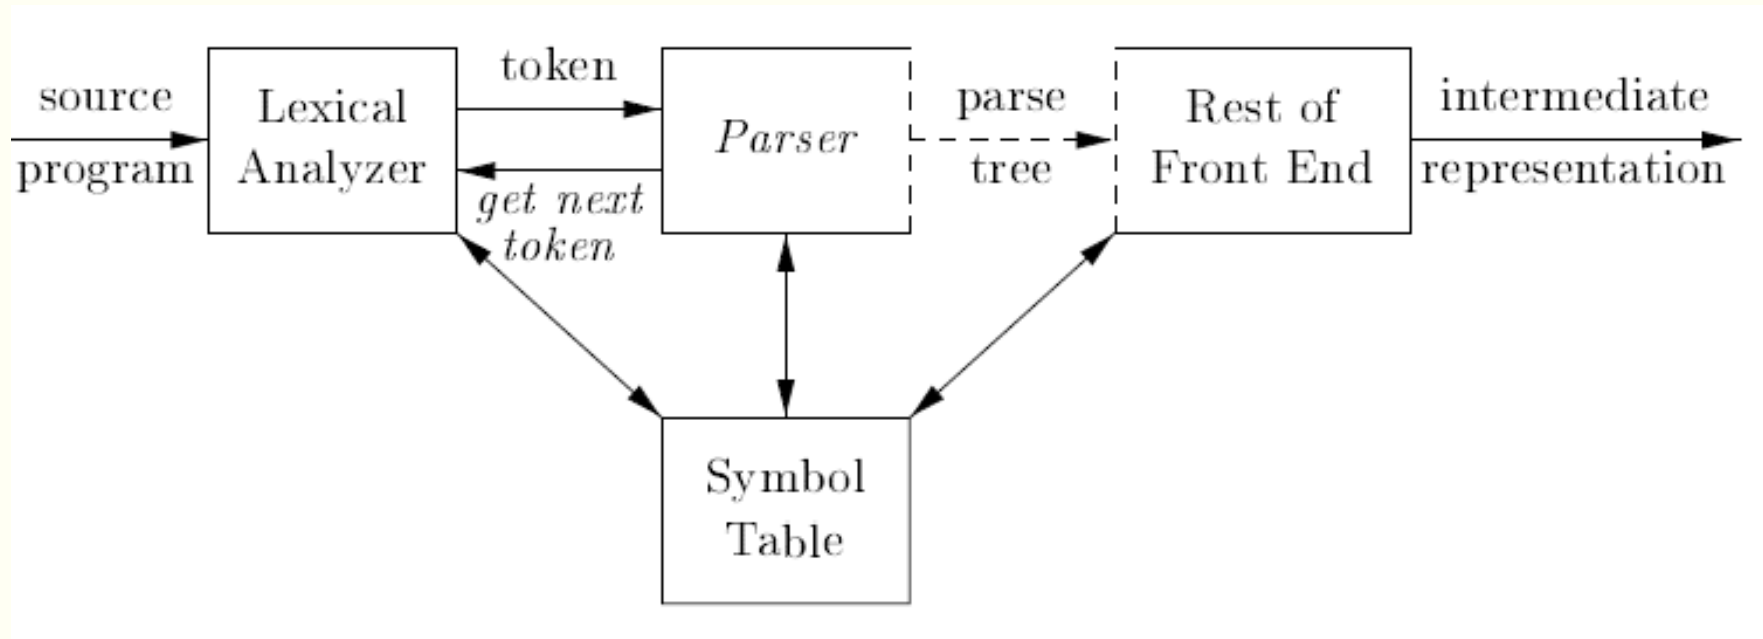 source
program
Lexical
Analyzer
token
get next
token
Parser
parse
tree
Rest of
Front End
intermediate
representation
Symbol
Table